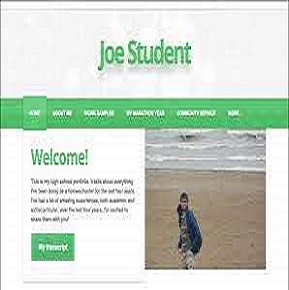 Joe Student
HOME ABOUT ME WORK SAMPLES MY MARATHON YEAR COMMUNITY SERVICE MORE...
Welcome!
This is my high school portfolio. It talks about everything
I've been doing as a homeschooler for the last four years.
I've had a lot of amazing experiences, both academic and
extracurricular, over the last four years. I'm excited to
share them with you!
My transcript